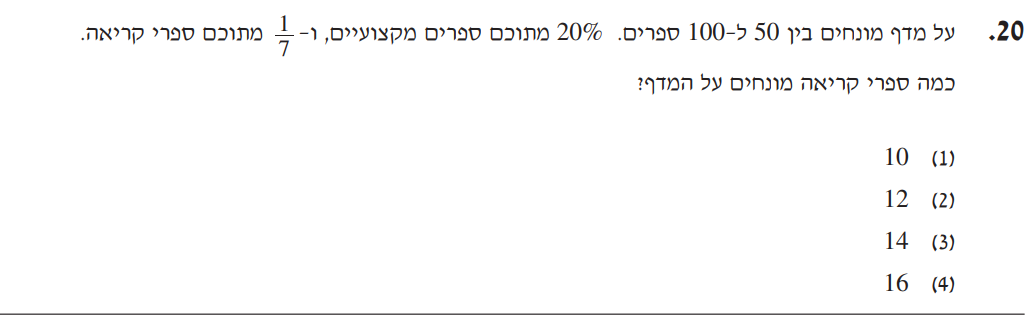 20. על מדף מונחים בין 50 ל-100 ספרים. 20% מתוכם ספרים מקצועיים, ו- 1/7 מתוכם ספרי קריאה.
כמה ספרי קריאה מונחים על המדף?
(1) 10
(2) 12
(3) 14
(4) 16